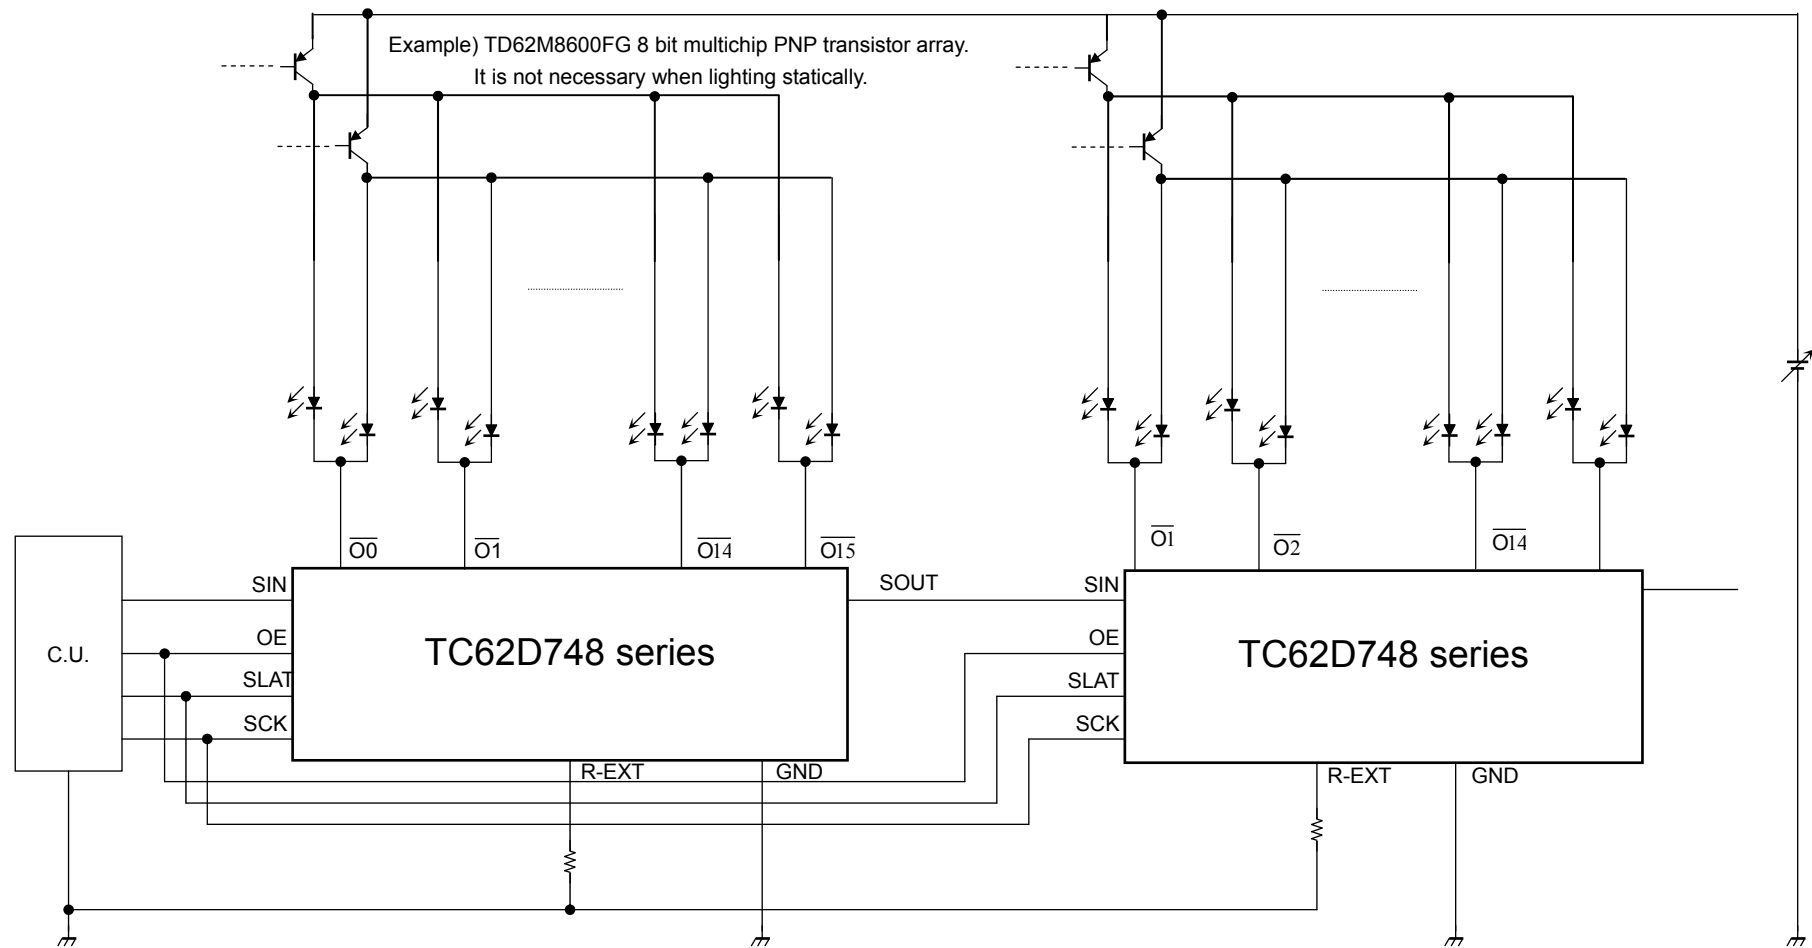 Example) TD62M8600FG 8 bit multichip PNP transistor array.
It is not necessary when lighting statically.
O0
O1
O14
O15
O1
O2
O14
SIN
SOUT
SIN
OE
OE
C.U.
TC62D748 series
TC62D748 series
SLAT
SLAT
SCK
SCK
R-EXT
GND
R-EXT
GND